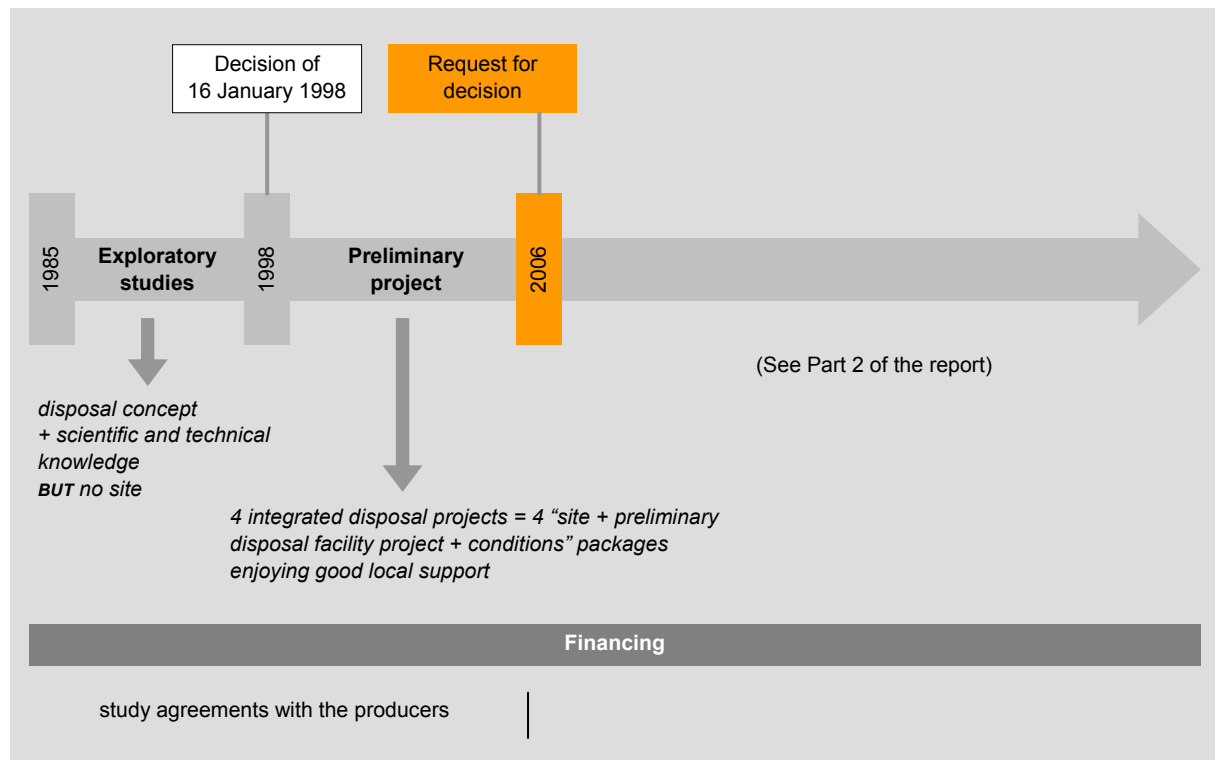 Decision of
16 January 1998
Request for
decision
1985
Exploratory
studies
1998
Preliminary
project
2006
(See Part 2 of the report)
disposal concept
+ scientific and technical
knowledge
BUT no site
4 integrated disposal projects = 4 “site + preliminary
disposal facility project + conditions” packages
enjoying good local support
Financing
study agreements with the producers